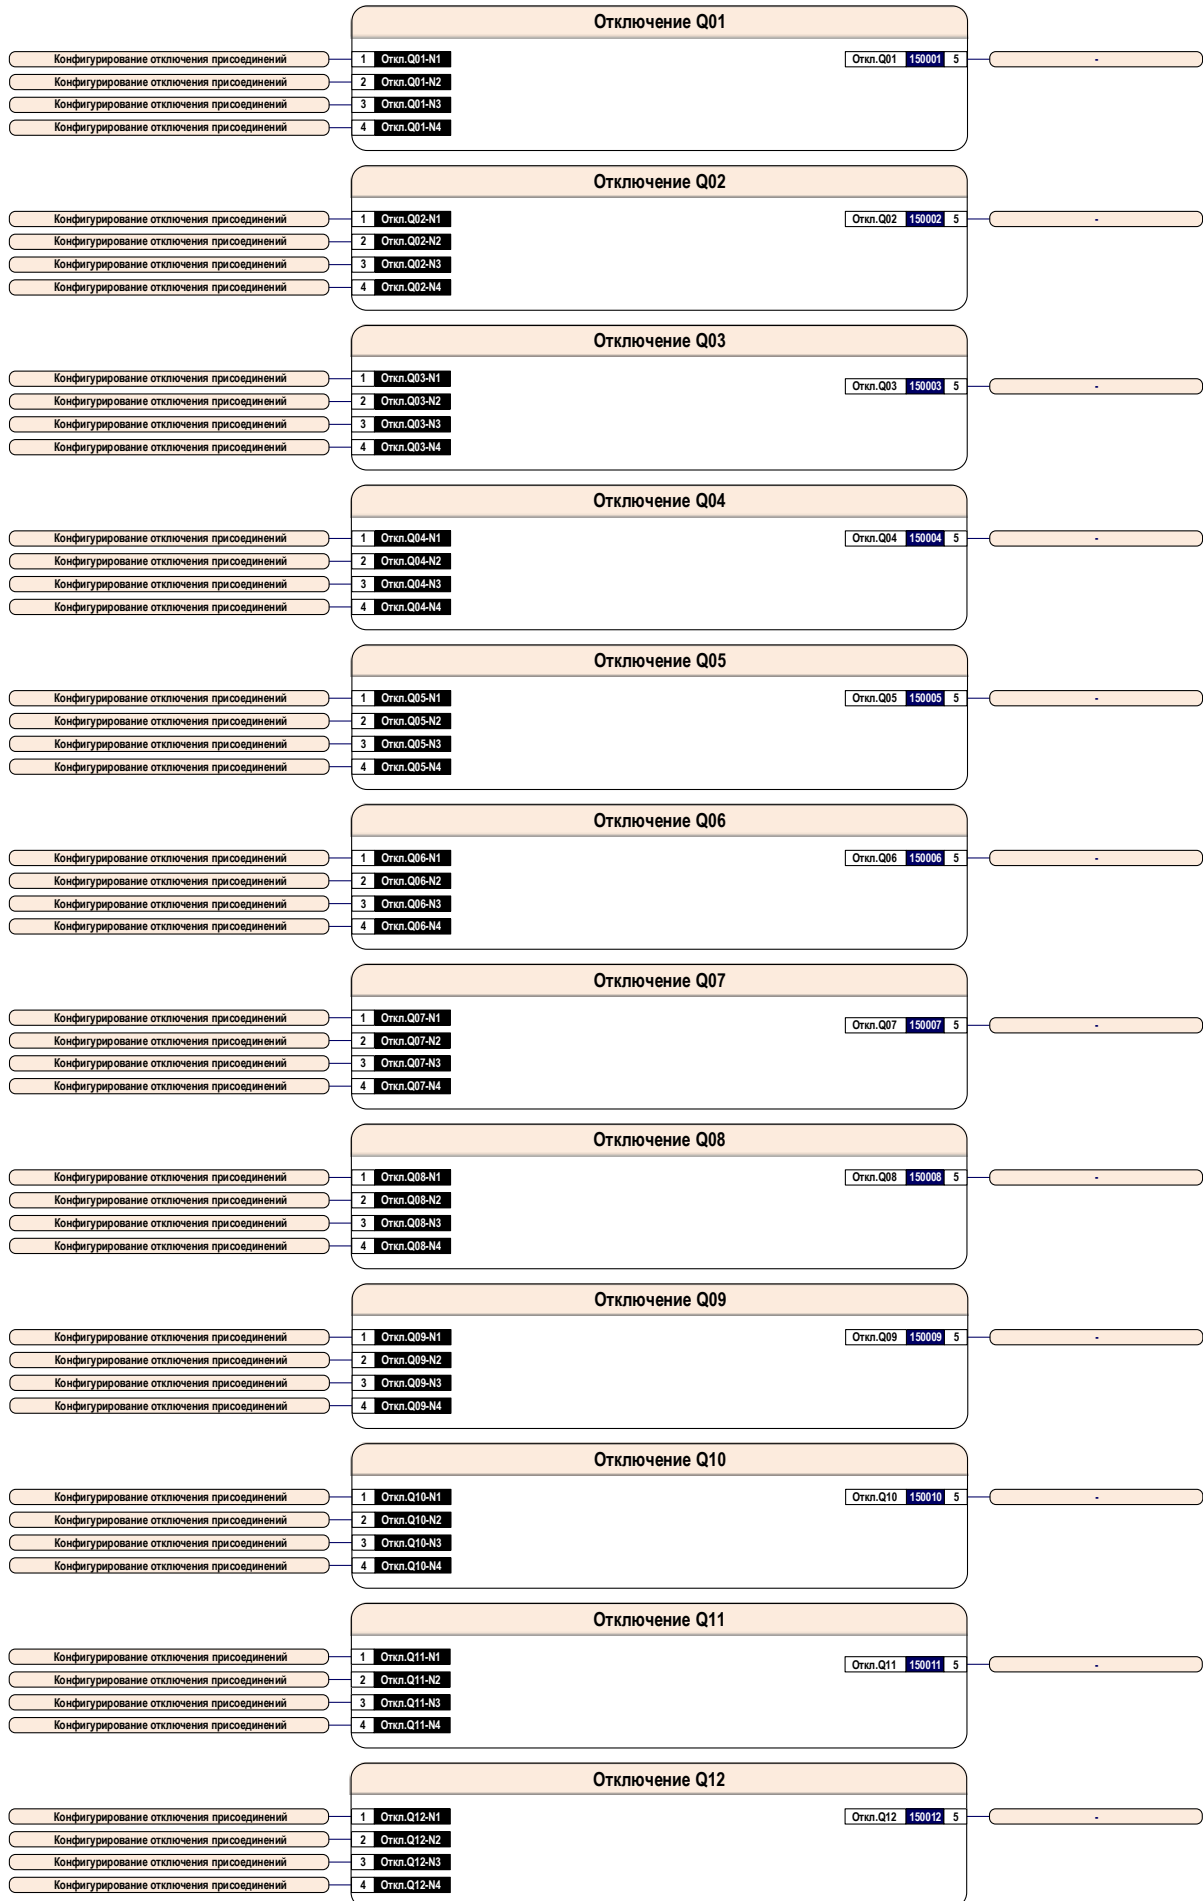 Отключение Q01
Конфигурирование отключения присоединений 1 Откл.Q01-N1 Откл.Q01 150001 5 -
Конфигурирование отключения присоединений 2 Откл.Q01-N2
Конфигурирование отключения присоединений 3 Откл.Q01-N3
Конфигурирование отключения присоединений 4 Откл.Q01-N4
Отключение Q02
Конфигурирование отключения присоединений 1 Откл.Q02-N1 Откл.Q02 150002 5 -
Конфигурирование отключения присоединений 2 Откл.Q02-N2
Конфигурирование отключения присоединений 3 Откл.Q02-N3
Конфигурирование отключения присоединений 4 Откл.Q02-N4
Отключение Q03
Конфигурирование отключения присоединений 1 Откл.Q03-N1 Откл.Q03 150003 5 -
Конфигурирование отключения присоединений 2 Откл.Q03-N2
Конфигурирование отключения присоединений 3 Откл.Q03-N3
Конфигурирование отключения присоединений 4 Откл.Q03-N4
Отключение Q04
Конфигурирование отключения присоединений 1 Откл.Q04-N1 Откл.Q04 150004 5 -
Конфигурирование отключения присоединений 2 Откл.Q04-N2
Конфигурирование отключения присоединений 3 Откл.Q04-N3
Конфигурирование отключения присоединений 4 Откл.Q04-N4
Отключение Q05
Конфигурирование отключения присоединений 1 Откл.Q05-N1 Откл.Q05 150005 5 -
Конфигурирование отключения присоединений 2 Откл.Q05-N2
Конфигурирование отключения присоединений 3 Откл.Q05-N3
Конфигурирование отключения присоединений 4 Откл.Q05-N4
Отключение Q06
Конфигурирование отключения присоединений 1 Откл.Q06-N1 Откл.Q06 150006 5 -
Конфигурирование отключения присоединений 2 Откл.Q06-N2
Конфигурирование отключения присоединений 3 Откл.Q06-N3
Конфигурирование отключения присоединений 4 Откл.Q06-N4
Отключение Q07
Конфигурирование отключения присоединений 1 Откл.Q07-N1 Откл.Q07 150007 5 -
Конфигурирование отключения присоединений 2 Откл.Q07-N2
Конфигурирование отключения присоединений 3 Откл.Q07-N3
Конфигурирование отключения присоединений 4 Откл.Q07-N4
Отключение Q08
Конфигурирование отключения присоединений 1 Откл.Q08-N1 Откл.Q08 150008 5 -
Конфигурирование отключения присоединений 2 Откл.Q08-N2
Конфигурирование отключения присоединений 3 Откл.Q08-N3
Конфигурирование отключения присоединений 4 Откл.Q08-N4
Отключение Q09
Конфигурирование отключения присоединений 1 Откл.Q09-N1 Откл.Q09 150009 5 -
Конфигурирование отключения присоединений 2 Откл.Q09-N2
Конфигурирование отключения присоединений 3 Откл.Q09-N3
Конфигурирование отключения присоединений 4 Откл.Q09-N4
Отключение Q10
Конфигурирование отключения присоединений 1 Откл.Q10-N1 Откл.Q10 150010 5 -
Конфигурирование отключения присоединений 2 Откл.Q10-N2
Конфигурирование отключения присоединений 3 Откл.Q10-N3
Конфигурирование отключения присоединений 4 Откл.Q10-N4
Отключение Q11
Конфигурирование отключения присоединений 1 Откл.Q11-N1 Откл.Q11 150011 5 -
Конфигурирование отключения присоединений 2 Откл.Q11-N2
Конфигурирование отключения присоединений 3 Откл.Q11-N3
Конфигурирование отключения присоединений 4 Откл.Q11-N4
Отключение Q12
Конфигурирование отключения присоединений 1 Откл.Q12-N1 Откл.Q12 150012 5 -
Конфигурирование отключения присоединений 2 Откл.Q12-N2
Конфигурирование отключения присоединений 3 Откл.Q12-N3
Конфигурирование отключения присоединений 4 Откл.Q12-N4